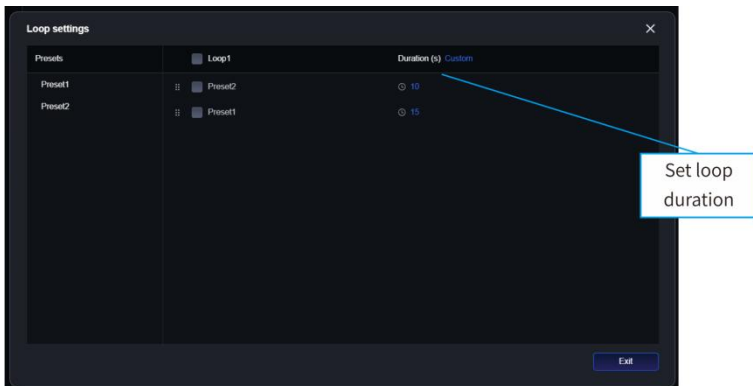 Loop settings
Presets
Loop1
Duration (s) Custom
Preset1
Preset2
10
Preset2
Preset1
15
Set loop
duration
Exit